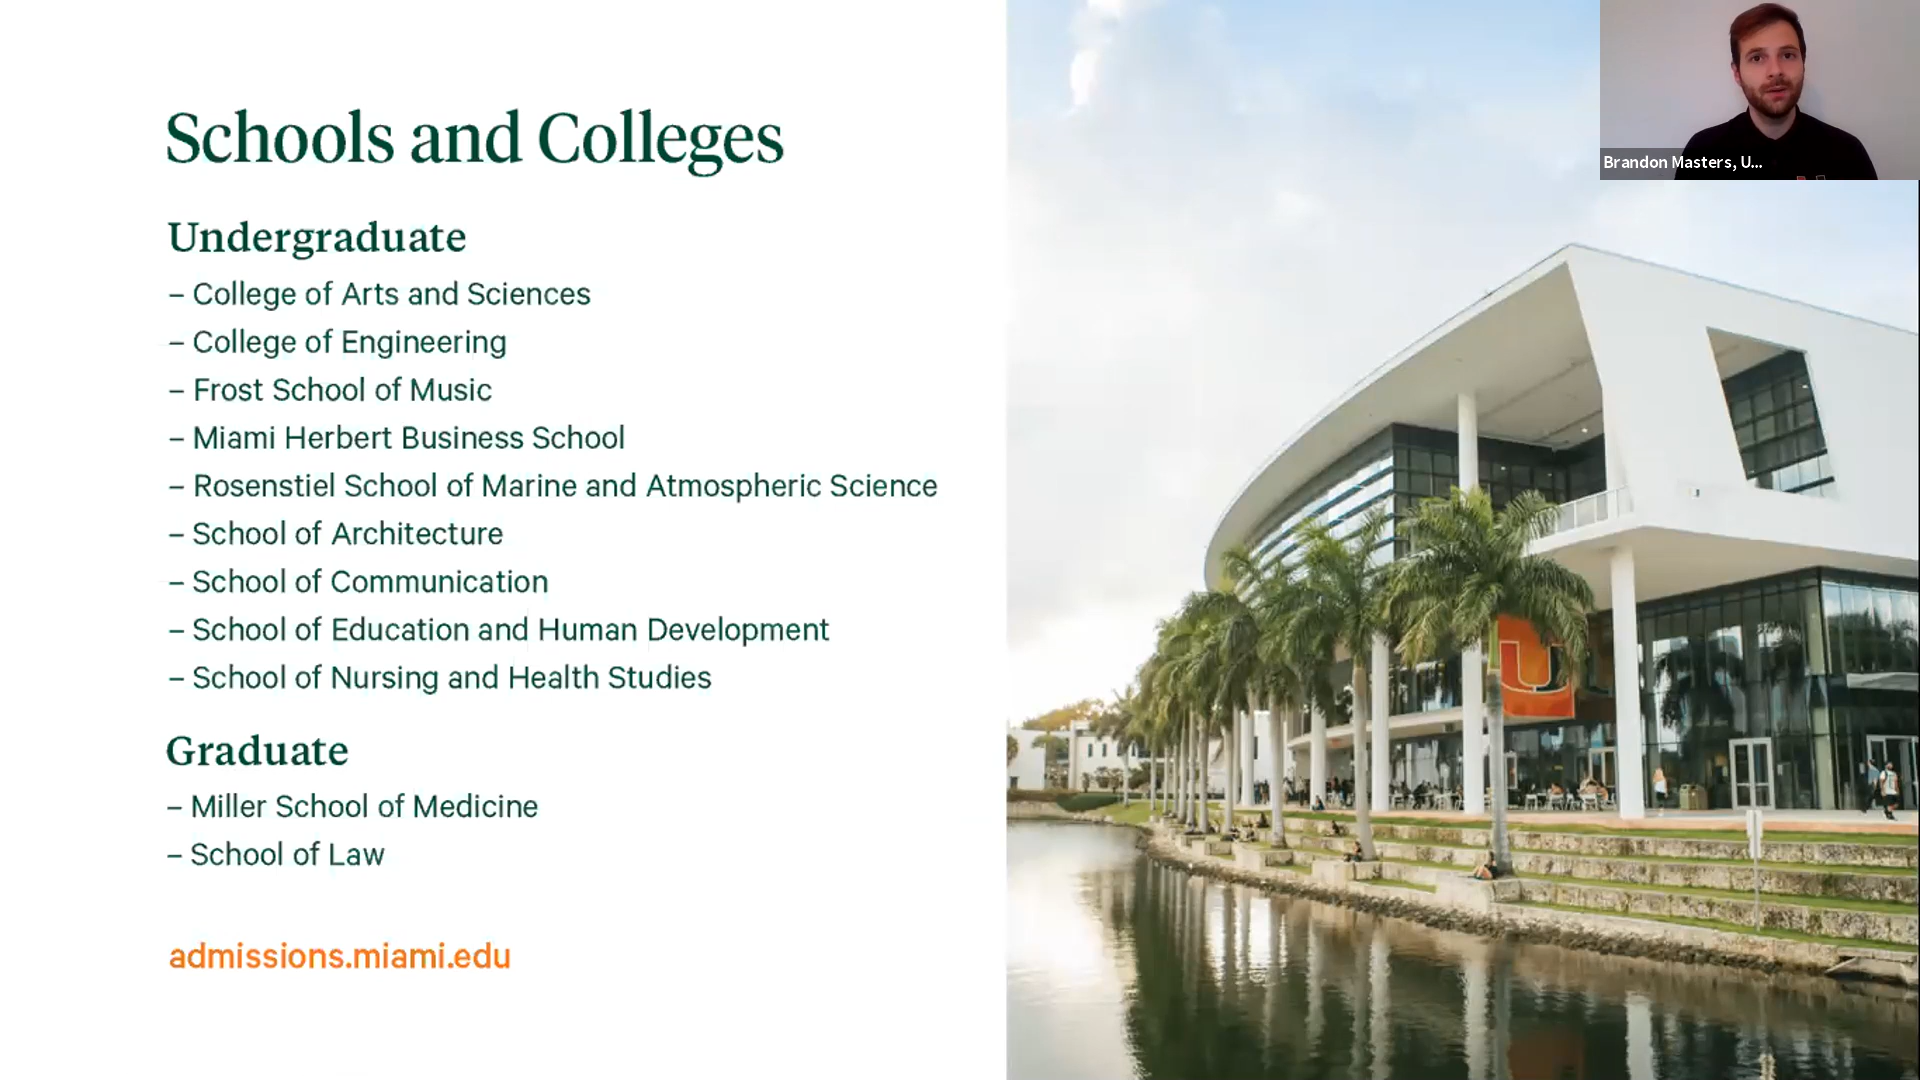 Schools and Colleges
Undergraduate
– College of Arts and Sciences
– College of Engineering
– Frost School of Music
– Miami Herbert Business School
– Rosenstiel School of Marine and Atmospheric Science
– School of Architecture
– School of Communication
– School of Education and Human Development
– School of Nursing and Health Studies
Graduate
– Miller School of Medicine
– School of Law
admissions.miami.edu
Brandon Masters, U...
U